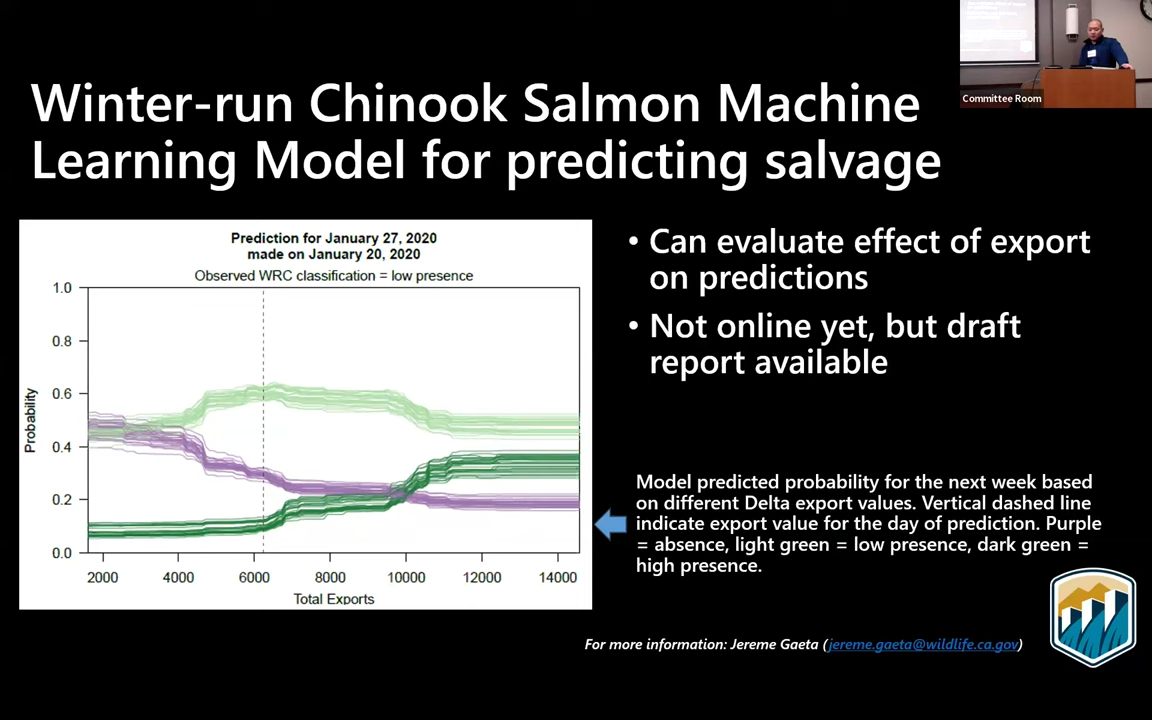 Winter-run Chinook Salmon Machine
Learning Model for predicting salvage
Committee Room
Prediction for January 27, 2020
made on January 20, 2020
Observed WRC classification = low presence
1.0
0.8
0.6
0.4
0.2
0.0
Probability
2000 4000 6000 8000 10000 12000 14000
Total Exports
• Can evaluate effect of export
on predictions
• Not online yet, but draft
report available
Model predicted probability for the next week based
on different Delta export values. Vertical dashed line
indicate export value for the day of prediction. Purple
= absence, light green = low presence, dark green =
high presence.
For more information: Jereme Gaeta (jereme.gaeta@wildlife.ca.gov)